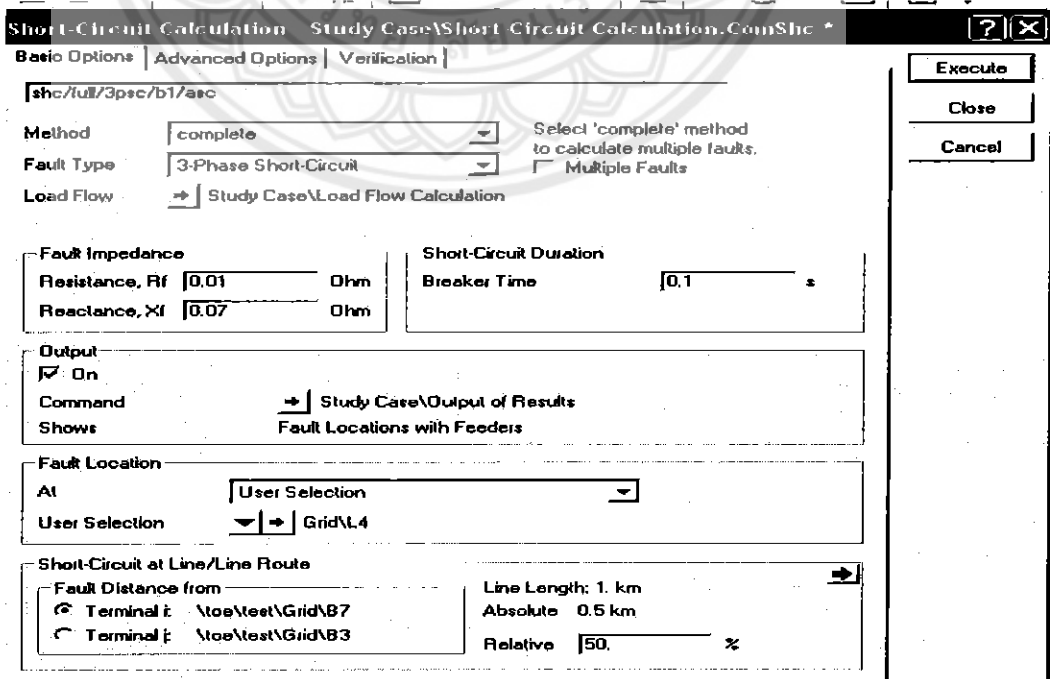 Short-Circuit Calculation Study Case\Short-Circuit Calculation.ComShc *
Basic Options Advanced Options Verification
shc/full/3psc/b1/asc
Execute
Close
Cancel
Method complete
Select 'complete' method
to calculate multiple faults.
Fault Type 3-Phase Short-Circuit Multiple Faults
Load Flow Study Case\Load Flow Calculation
Fault Impedance
Resistance, Rf 0.01 Ohm
Reactance, Xf 0.07 Ohm
Short-Circuit Duration
Breaker Time 0,1 s
Output
On
Command Study Case\Output of Results
Shows Fault Locations with Feeders
Fault Location
At User Selection
User Selection Grid\L4
Short-Circuit at Line/Line Route
Fault Distance from
Terminal i: \toe\test\Grid\B7
Terminal j: \toe\test\Grid\B3
Line Length: 1. km
Absolute 0.5 km
Relative 50. %